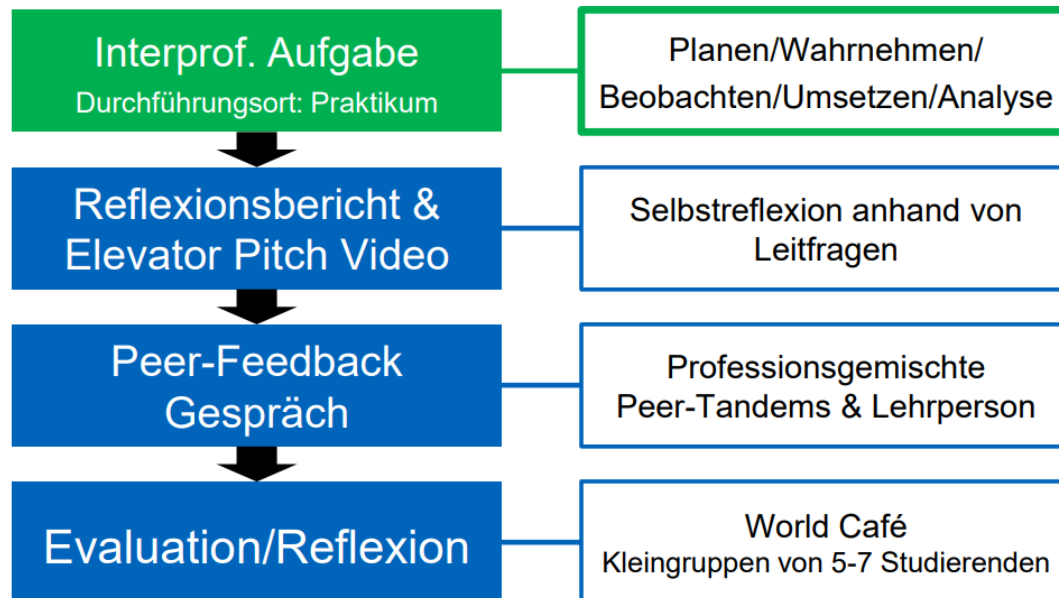 Interprof. Aufgabe
Durchführungsort: Praktikum
Planen/Wahrnehmen/
Beobachten/Umsetzen/Analyse
Reflexionsbericht &
Elevator Pitch Video
Selbstreflexion anhand von
Leitfragen
Peer-Feedback
Gespräch
Professionsgemischte
Peer-Tandems & Lehrperson
Evaluation/Reflexion
World Café
Kleingruppen von 5-7 Studierenden